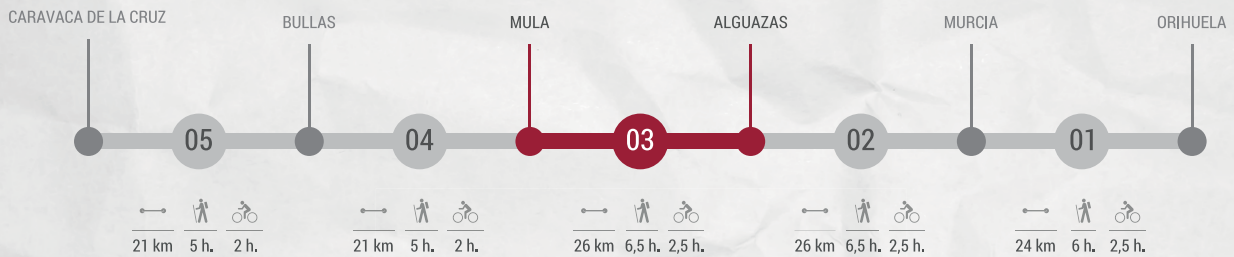 CARAVACA DE LA CRUZ BULLAS MULA ALGUAZAS MURCIA ORIHUELA
05 04 03 02 01
21 km 5 h. 2 h. 21 km 5 h. 2 h. 26 km 6,5 h. 2,5 h. 26 km 6,5 h. 2,5 h. 24 km 6 h. 2,5 h.